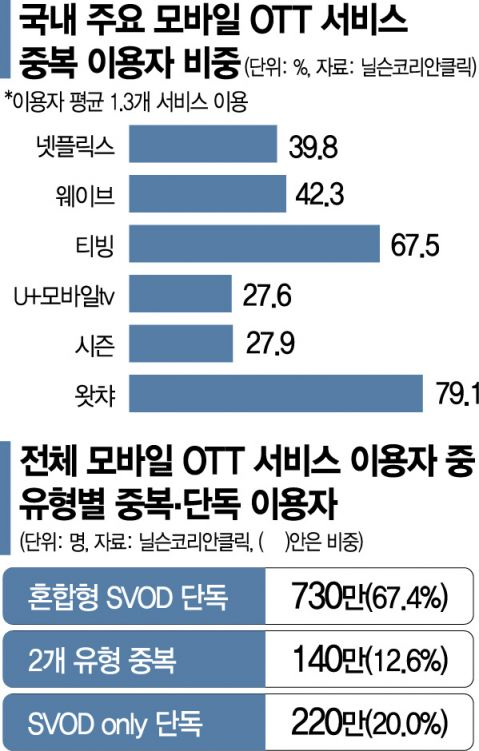 국내 주요 모바일 OTT 서비스
중복 이용자 비중(단위: %, 자료: 닐슨코리안클릭)
*이용자 평균 1.3개 서비스 이용
넷플릭스 39.8
웨이브 42.3
티빙 67.5
U+모바일tv 27.6
시즌 27.9
왓챠 79.1
전체 모바일 OTT 서비스 이용자 중
유형별 중복·단독 이용자
(단위: 명, 자료: 닐슨코리안클릭, (  )안은 비중)
혼합형 SVOD 단독 730만(67.4%)
2개 유형 중복 140만(12.6%)
SVOD only 단독 220만(20.0%)